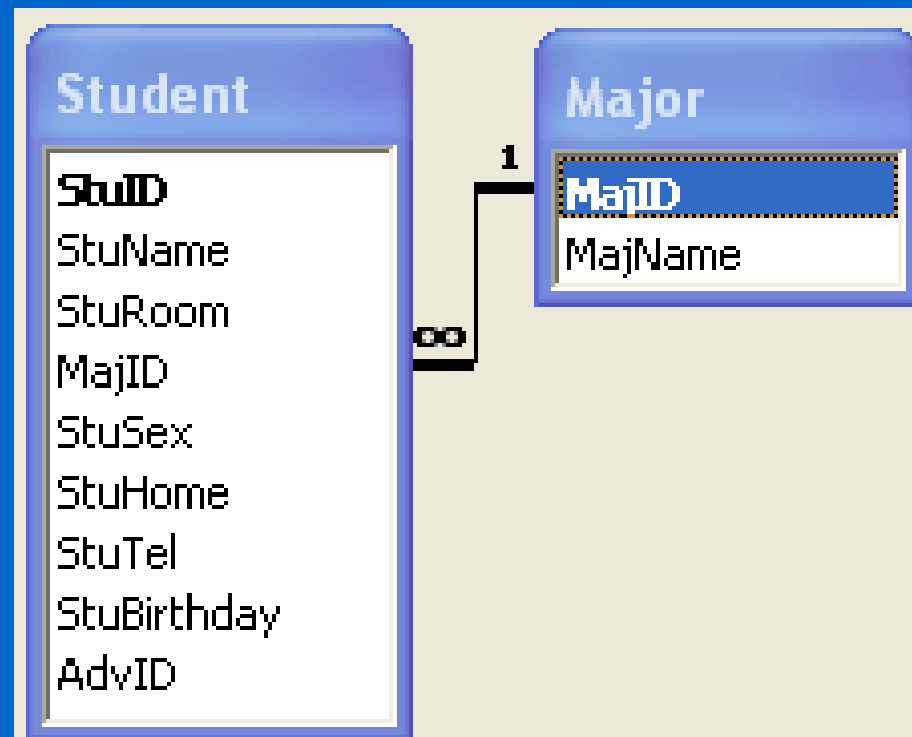 Student
StuID
StuName
StuRoom
MajID
StuSex
StuHome
StuTel
StuBirthday
AdvID
∞
1
Major
MajID
MajName